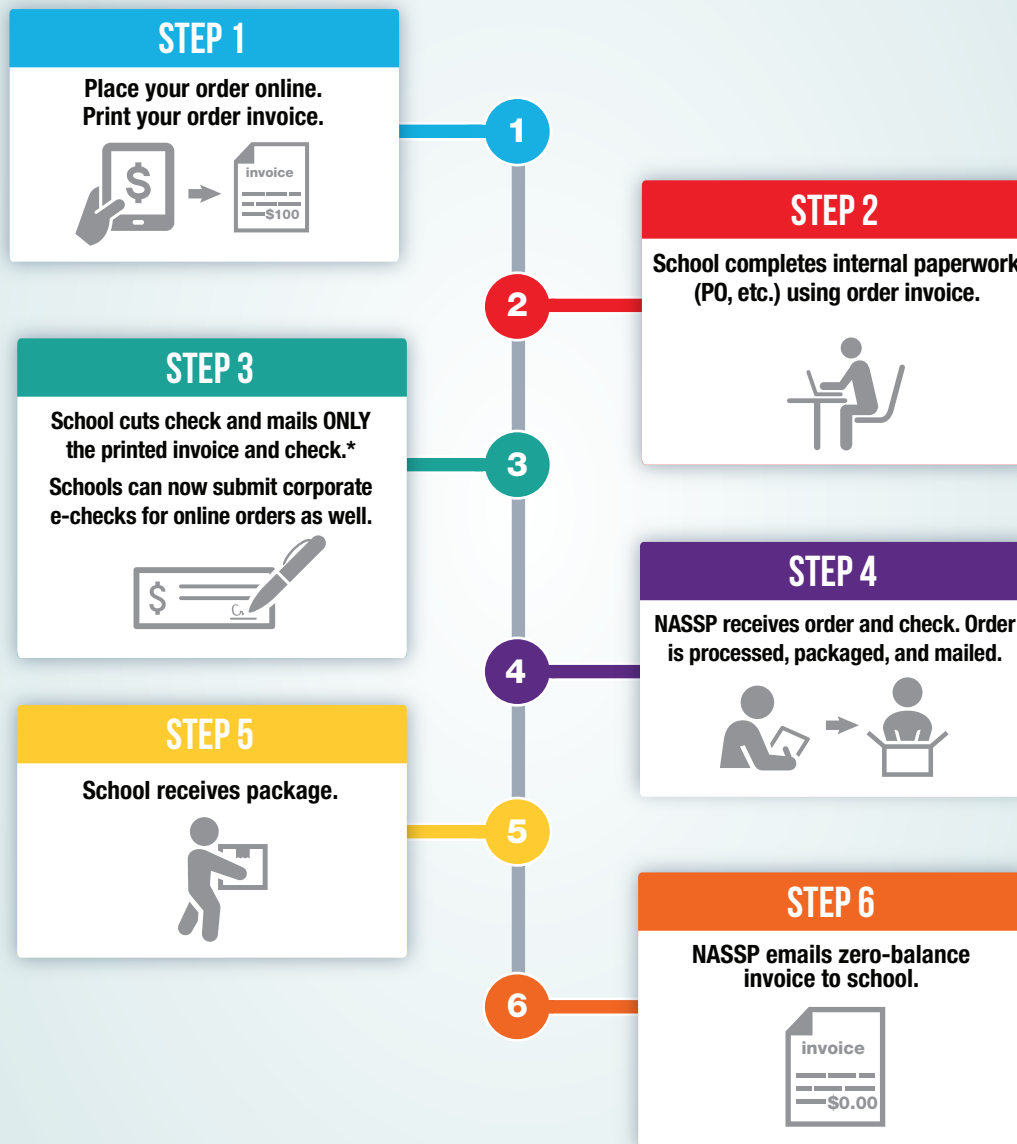 STEP 1
Place your order online.
Print your order invoice.
$
invoice
$100
1
STEP 2
School completes internal paperwork
(PO, etc.) using order invoice.
2
STEP 3
School cuts check and mails ONLY
the printed invoice and check.*
Schools can now submit corporate
e-checks for online orders as well.
$
3
STEP 4
NASSP receives order and check. Order
is processed, packaged, and mailed.
4
STEP 5
School receives package.
5
STEP 6
NASSP emails zero-balance
invoice to school.
invoice
$0.00
6